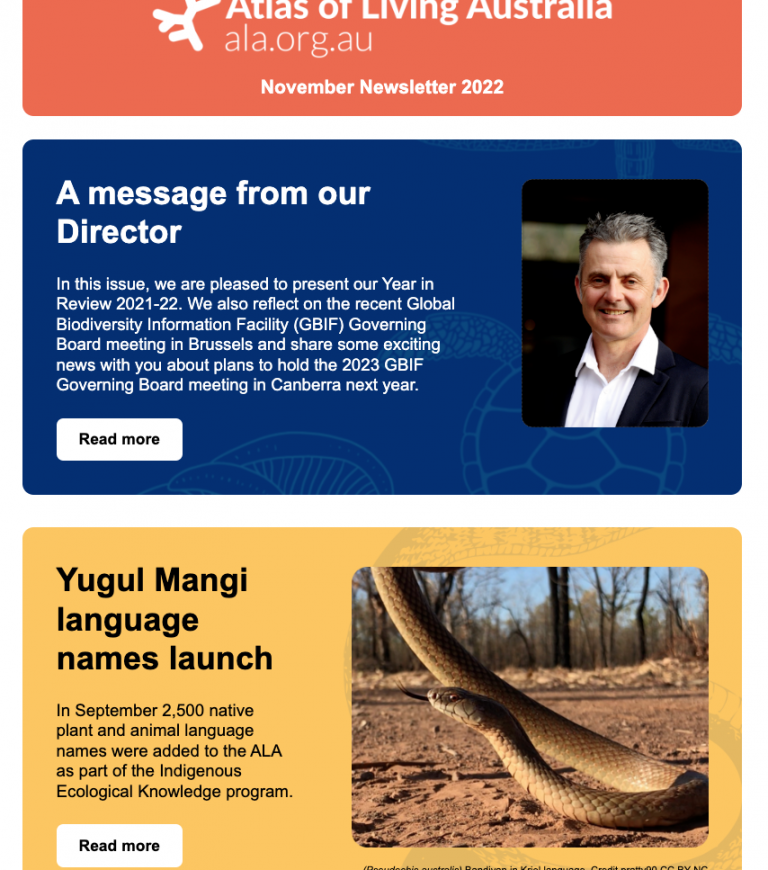 Atlas of Living Australia
ala.org.au
November Newsletter 2022
A message from our
Director
In this issue, we are pleased to present our Year in
Review 2021-22. We also reflect on the recent Global
Biodiversity Information Facility (GBIF) Governing
Board meeting in Brussels and share some exciting
news with you about plans to hold the 2023 GBIF
Governing Board meeting in Canberra next year.
Read more
Yugul Mangi
language
names launch
In September 2,500 native
plant and animal language
names were added to the ALA
as part of the Indigenous
Ecological Knowledge program.
Read more
(Pseudechis australis) in Kriol language. Credit CC-BY-NC